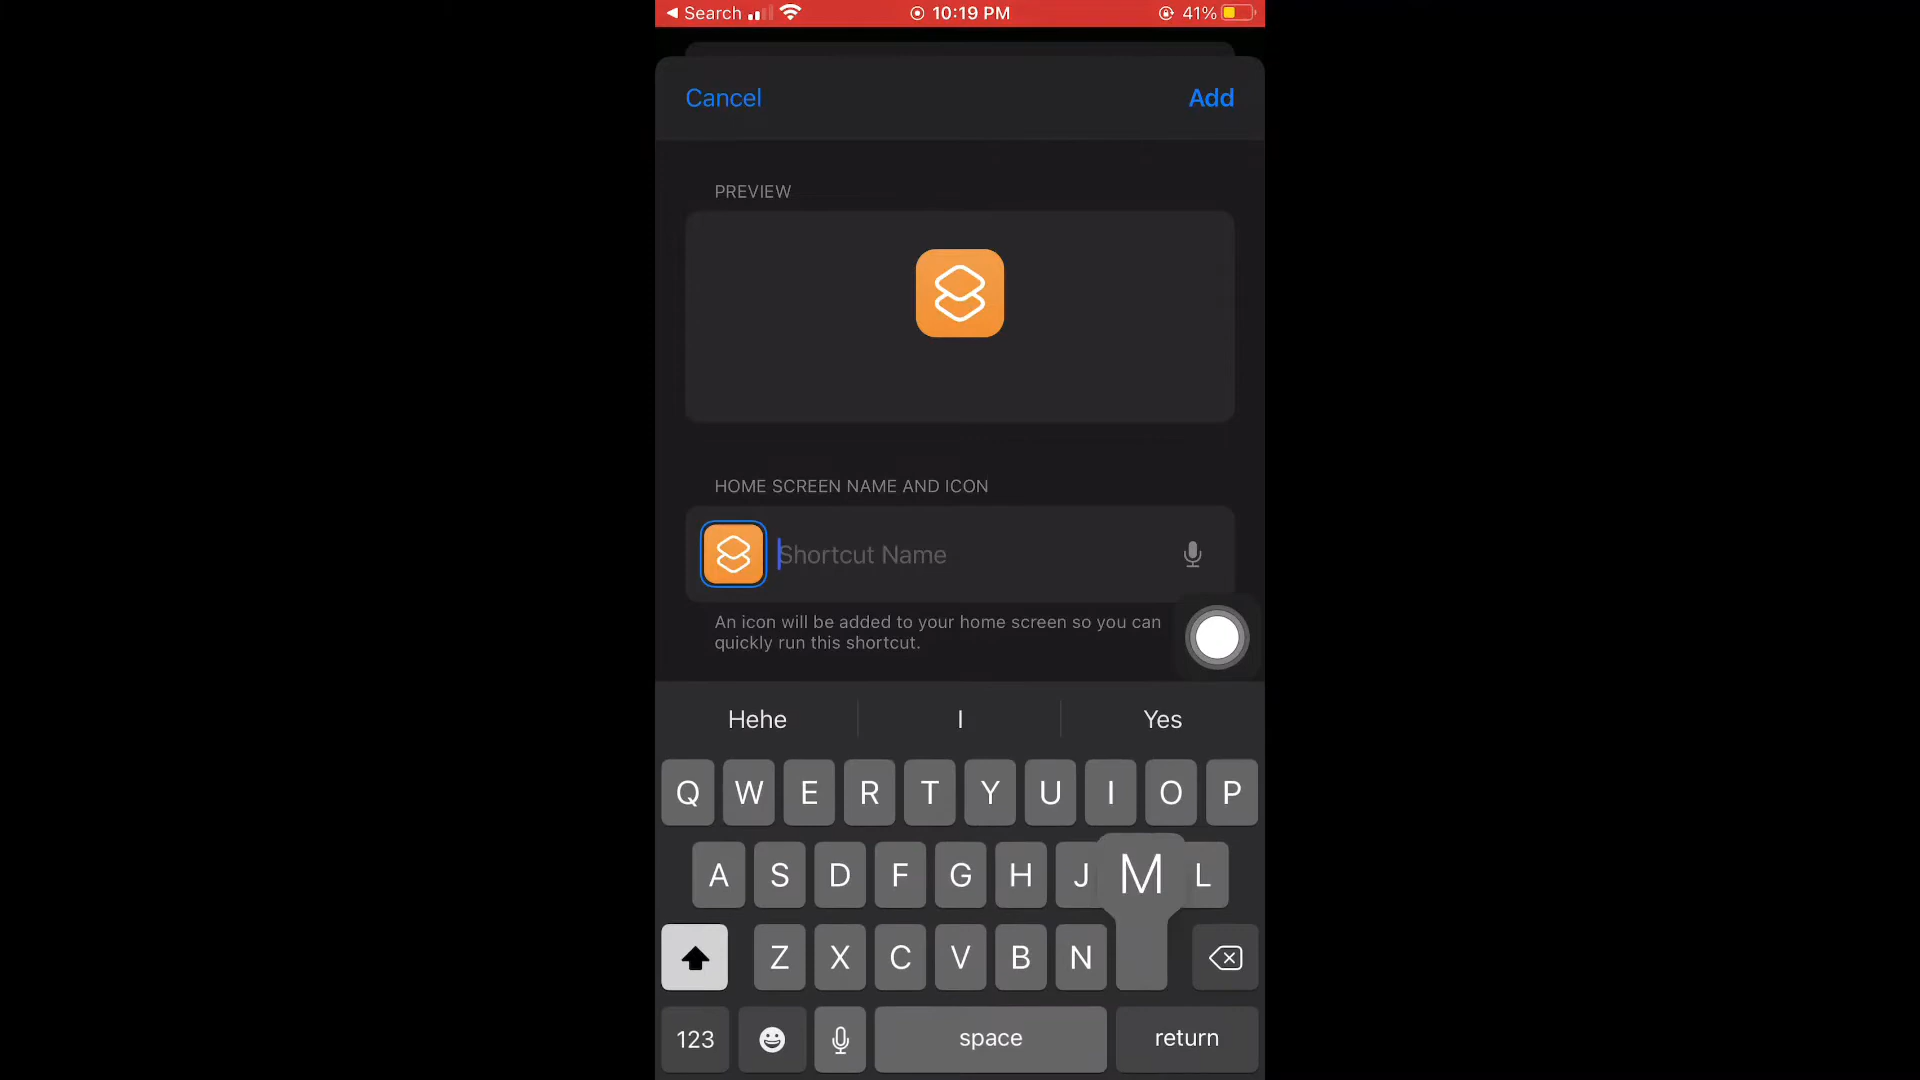 Search 10:19 PM 41%
Cancel Add
PREVIEW
HOME SCREEN NAME AND ICON
Shortcut Name
An icon will be added to your home screen so you can
quickly run this shortcut.
Hehe I Yes
Q W E R T Y U I O P
A S D F G H J M L
Z X C V B N
123 space return